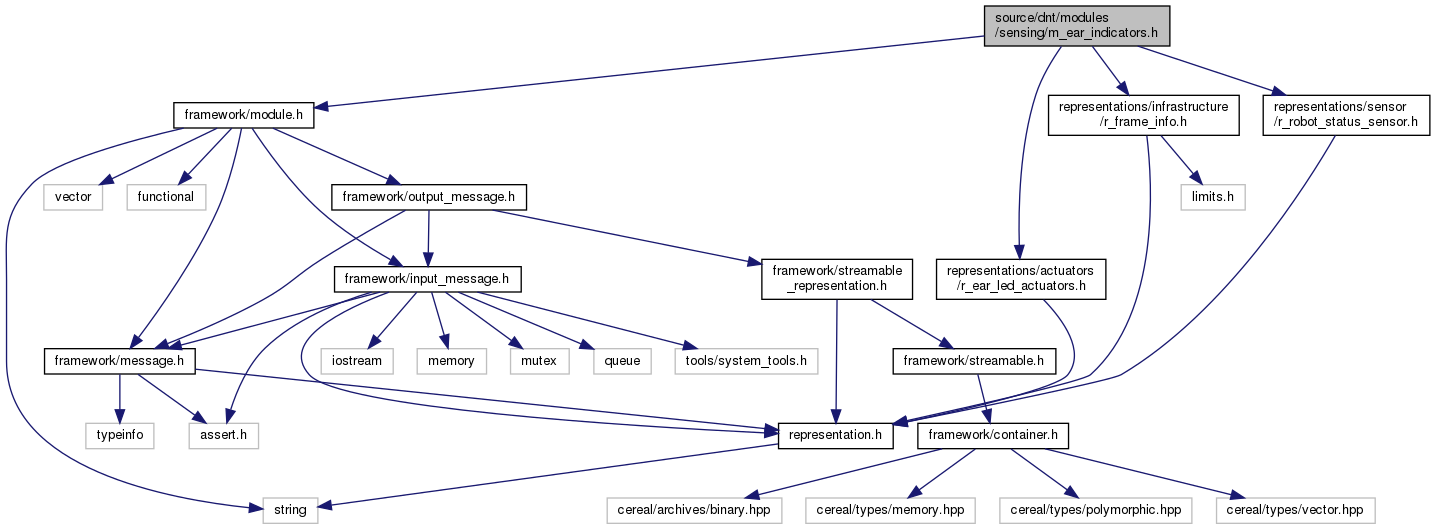 source/dnt/modules
/sensing/m_ear_indicators.h
framework/module.h
representations/infrastructure
/r_frame_info.h
representations/sensor
/r_robot_status_sensor.h
vector
functional
framework/output_message.h
limits.h
framework/input_message.h
framework/streamable
_representation.h
representations/actuators
/r_ear_led_actuators.h
framework/message.h
iostream
memory
mutex
queue
tools/system_tools.h
framework/streamable.h
typeinfo
assert.h
representation.h
framework/container.h
string
cereal/archives/binary.hpp
cereal/types/memory.hpp
cereal/types/polymorphic.hpp
cereal/types/vector.hpp